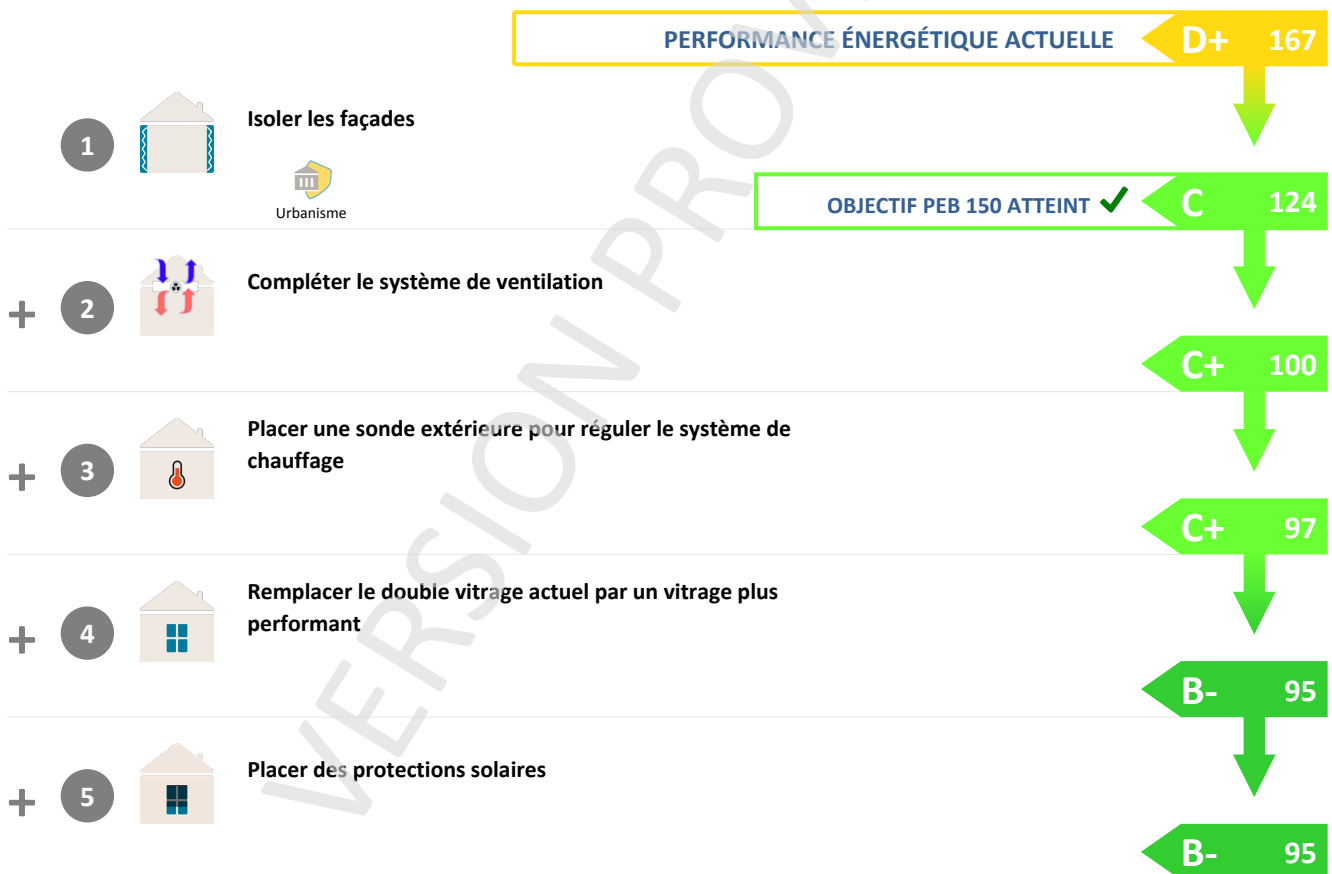 PERFORMANCE ÉNERGÉTIQUE ACTUELLE D+ 167
1 Isoler les façades
Urbanisme
OBJECTIF PEB 150 ATTEINT C 124
+ 2 Compléter le système de ventilation
C+ 100
+ 3 Placer une sonde extérieure pour réguler le système de
chauffage
C+ 97
+ 4 Remplacer le double vitrage actuel par un vitrage plus
performant
B- 95
+ 5 Placer des protections solaires
B- 95
VERSION PROV